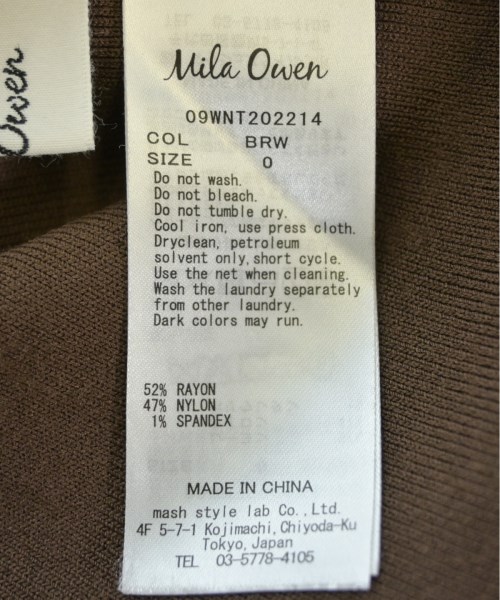 Owen
Mila Owen
09WNT202214
COL BRW
SIZE 0
Do not wash.
Do not bleach.
Do not tumble dry.
Cool iron, use press cloth.
Dryclean, petroleum
solvent only, short cycle.
Use the net when cleaning.
Wash the laundry separately
from other laundry.
Dark colors may run.
52% RAYON
47% NYLON
1% SPANDEX
MADE IN CHINA
mash style lab Co., Ltd.
4F 5-7-1 Kojimachi, Chiyoda-Ku
Tokyo, Japan
TEL 03-5778-4105